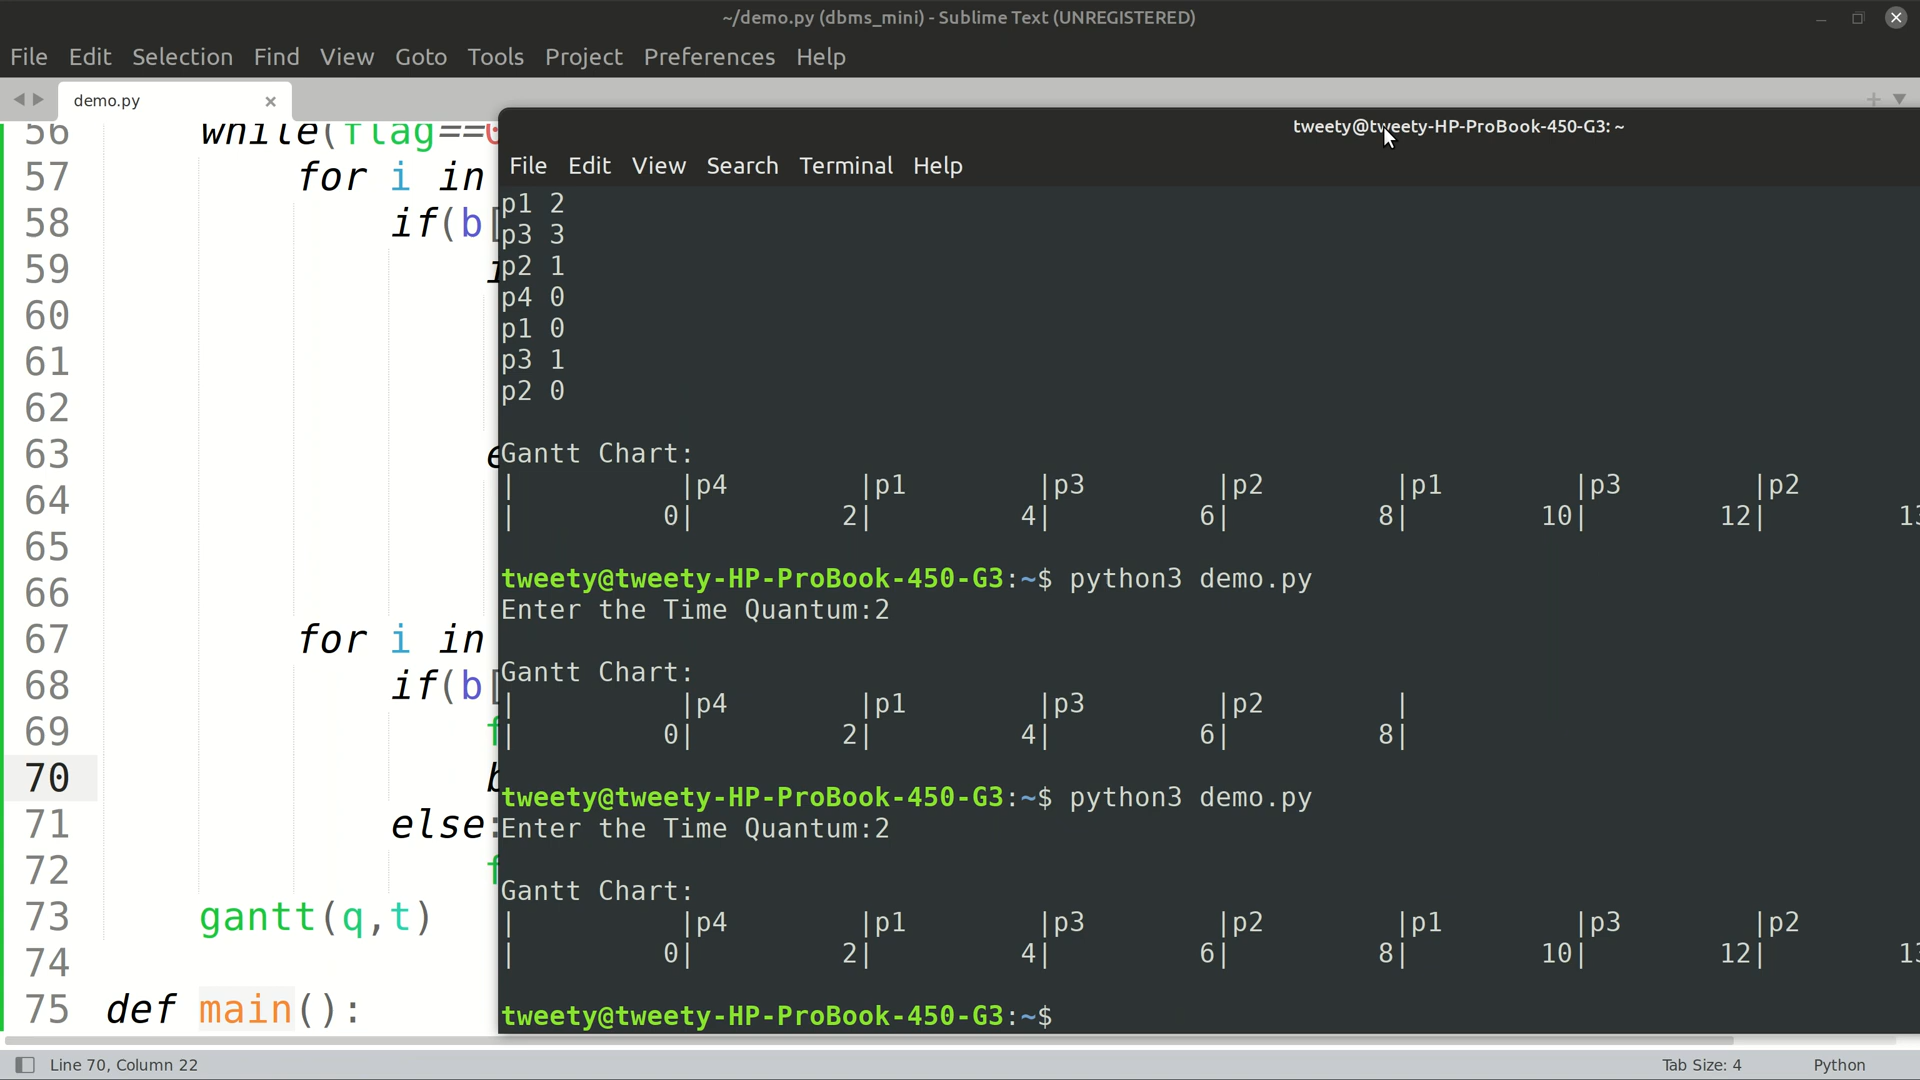 ~/demo.py (dbms_mini) - Sublime Text (UNREGISTERED)
File Edit Selection Find View Goto Tools Project Preferences Help
demo.py
56 while(flag==0
57 for i in
58 if(b[
59 i
60
61
62
63 e
64
65
66
67 for i in
68 if(b[
69 f
70 b
71 else:
72 f
73 gantt(q,t)
74
75 def main():
tweety@tweety-HP-ProBook-450-G3: ~
File Edit View Search Terminal Help
p1 2
p3 3
p2 1
p4 0
p1 0
p3 1
p2 0
Gantt Chart:
| |p4 |p1 |p3 |p2 |p1 |p3 |p2
| 0| 2| 4| 6| 8| 10| 12| 13
tweety@tweety-HP-ProBook-450-G3:~$ python3 demo.py
Enter the Time Quantum:2
Gantt Chart:
| |p4 |p1 |p3 |p2 |
| 0| 2| 4| 6| 8|
tweety@tweety-HP-ProBook-450-G3:~$ python3 demo.py
Enter the Time Quantum:2
Gantt Chart:
| |p4 |p1 |p3 |p2 |p1 |p3 |p2
| 0| 2| 4| 6| 8| 10| 12| 13
tweety@tweety-HP-ProBook-450-G3:~$
Line 70, Column 22
Tab Size: 4 Python